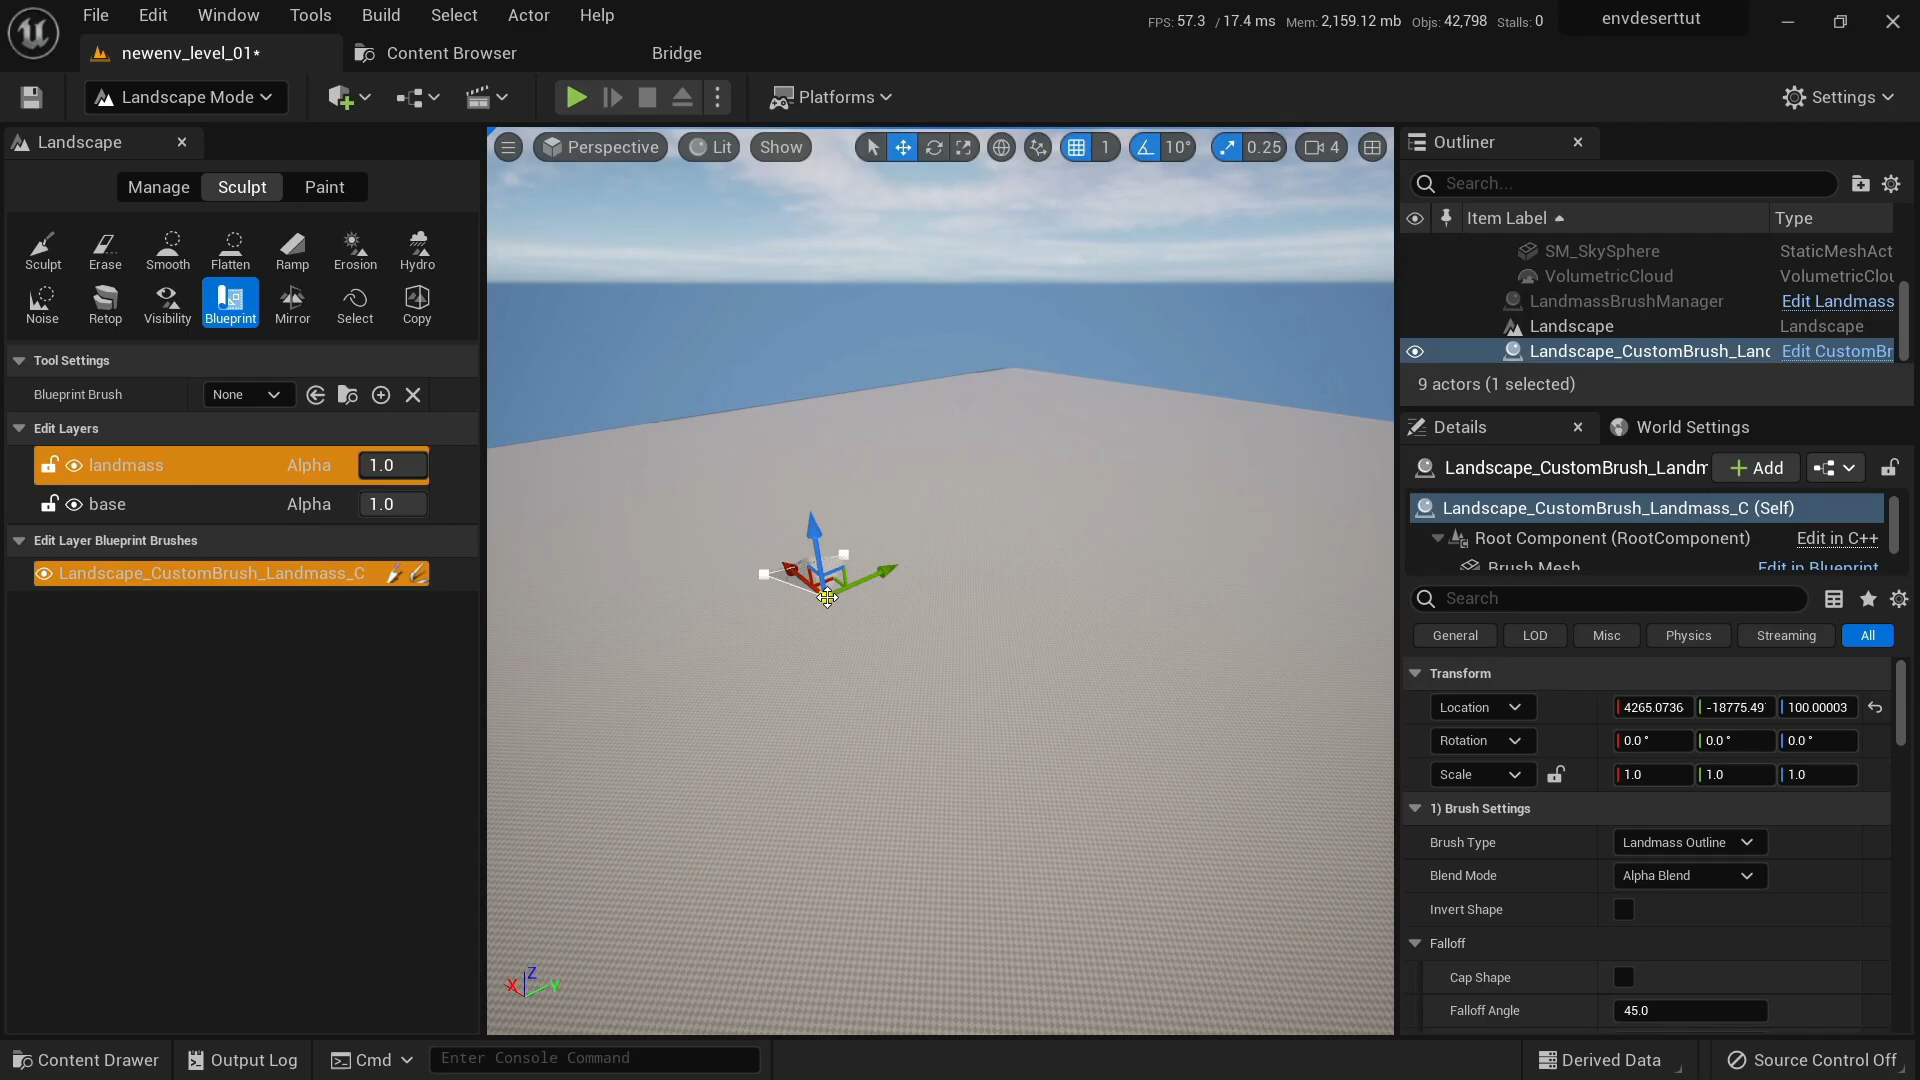 File Edit Window Tools Build Select Actor Help
FPS: 57.3 / 17.4 ms Mem: 2,159.12 mb Objs: 42,798 Stalls: 0
envdeserttut
newenv_level_01*
Content Browser
Bridge
Landscape Mode
Platforms
Settings
Landscape
Manage Sculpt Paint
Sculpt Erase Smooth Flatten Ramp Erosion Hydro
Noise Retop Visibility Blueprint Mirror Select Copy
Tool Settings
Blueprint Brush None
Edit Layers
landmass Alpha 1.0
base Alpha 1.0
Edit Layer Blueprint Brushes
Landscape_CustomBrush_Landmass_C
Perspective Lit Show 1 10° 0.25 4
Z
X Y
Outliner
Search...
Item Label Type
SM_SkySphere StaticMeshAct
VolumetricCloud VolumetricClou
LandmassBrushManager Edit Landmass
Landscape Landscape
Landscape_CustomBrush_Land Edit CustomBr
9 actors (1 selected)
Details World Settings
Landscape_CustomBrush_Landm Add
Landscape_CustomBrush_Landmass_C (Self)
Root Component (RootComponent) Edit in C++
Brush Mesh Edit in Blueprint
Search
General LOD Misc Physics Streaming All
Transform
Location 4265.0736 -18775.49 100.00003
Rotation 0.0 ° 0.0 ° 0.0 °
Scale 1.0 1.0 1.0
1) Brush Settings
Brush Type Landmass Outline
Blend Mode Alpha Blend
Invert Shape
Falloff
Cap Shape
Falloff Angle 45.0
Content Drawer Output Log Cmd Enter Console Command
Derived Data Source Control Off